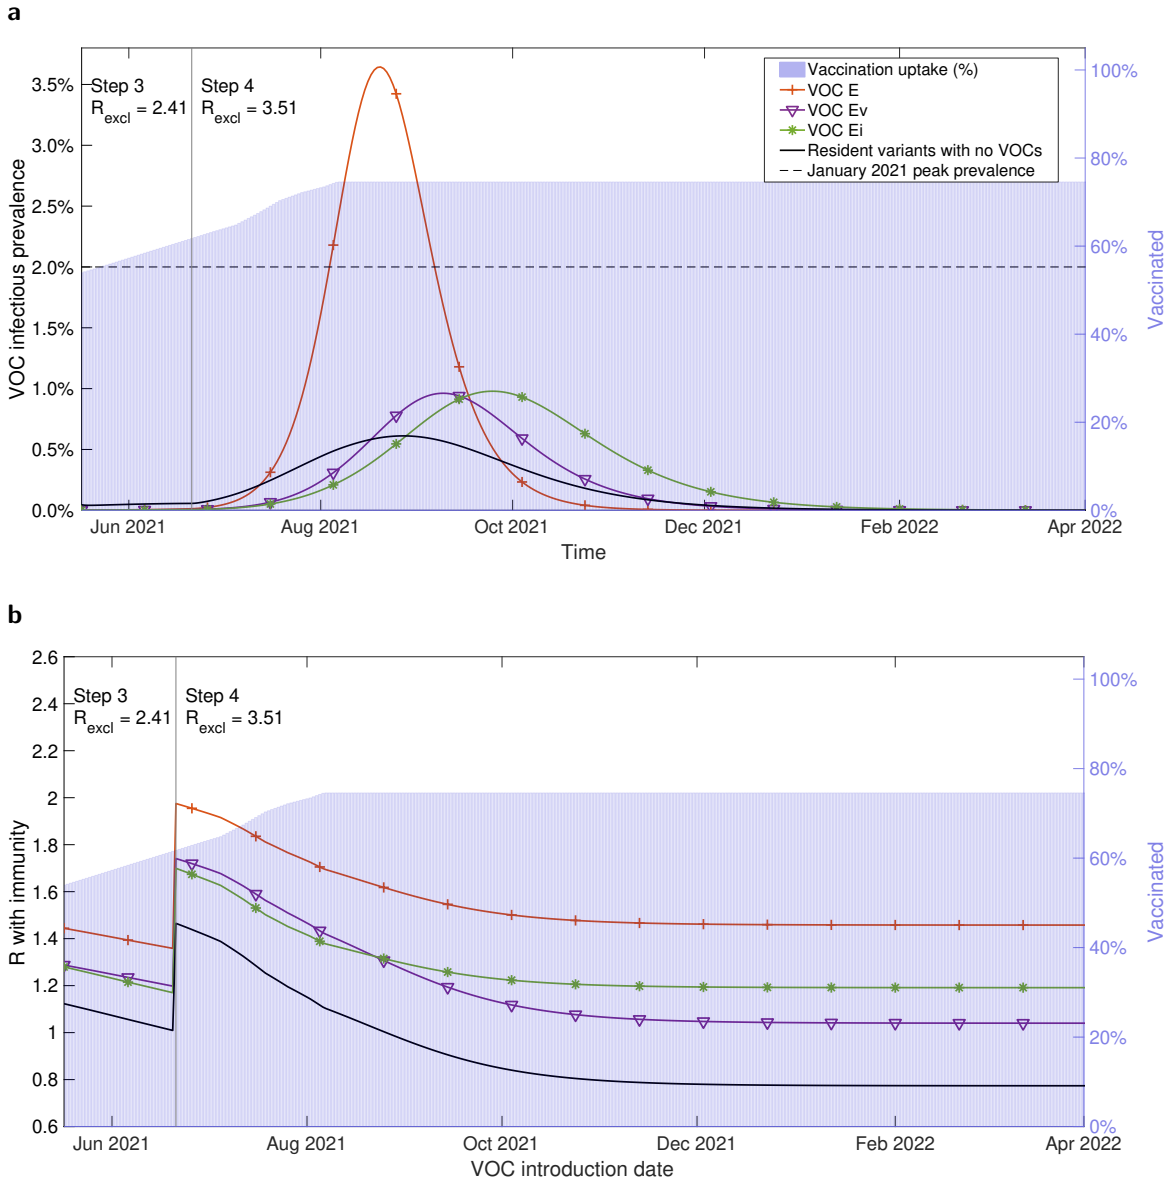 a
Step 3
R_excl = 2.41
Step 4
R_excl = 3.51
Vaccination uptake (%)
VOC E
VOC Ev
VOC Ei
Resident variants with no VOCs
January 2021 peak prevalence
3.5%
3.0%
2.5%
2.0%
1.5%
1.0%
0.5%
0.0%
VOC infectious prevalence
100%
80%
60%
40%
20%
0%
Vaccinated
Jun 2021
Aug 2021
Oct 2021
Dec 2021
Feb 2022
Apr 2022
Time
b
Step 3
R_excl = 2.41
Step 4
R_excl = 3.51
2.6
2.4
2.2
2
1.8
1.6
1.4
1.2
1
0.8
0.6
R with immunity
100%
80%
60%
40%
20%
0%
Vaccinated
Jun 2021
Aug 2021
Oct 2021
Dec 2021
Feb 2022
Apr 2022
VOC introduction date